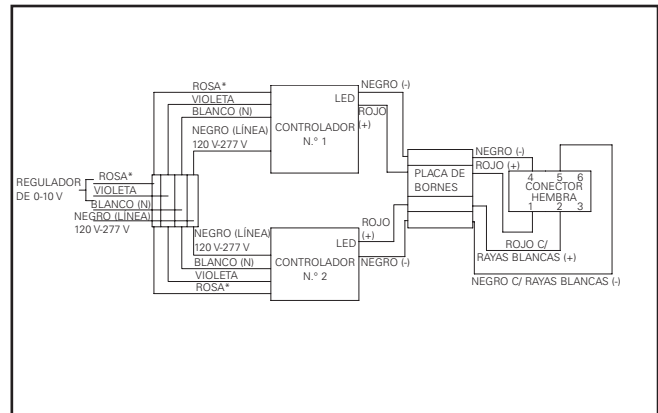 ROSA*
VIOLETA
BLANCO (N)
NEGRO (LÍNEA)
120 V-277 V
LED
CONTROLADOR
N.° 1
NEGRO (-)
ROJO
(+)
REGULADOR
DE 0-10 V
ROSA*
VIOLETA
BLANCO (N)
NEGRO (LÍNEA)
120 V-277 V
PLACA DE
BORNES
NEGRO (-)
ROJO (+)
4 5 6
CONECTOR
HEMBRA
1 2 3
NEGRO (LÍNEA)
120 V-277 V
BLANCO (N)
VIOLETA
ROSA*
LED
CONTROLADOR
N.° 2
ROJO
(+)
NEGRO (-)
ROJO C/
RAYAS BLANCAS (+)
NEGRO C/ RAYAS BLANCAS (-)